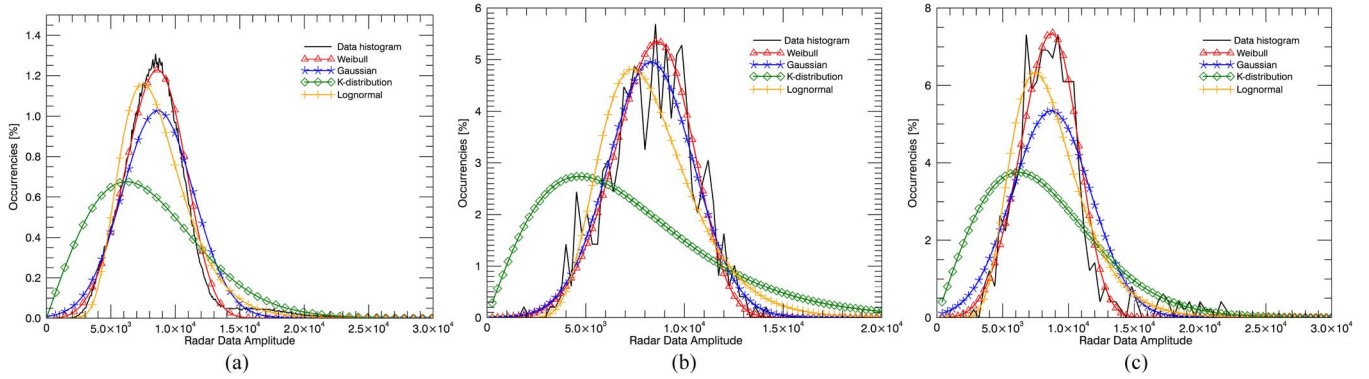 1.4
1.2
1.0
0.8
0.6
0.4
0.2
0.0
Occurrencies [%]
Data histogram
Weibull
Gaussian
K-distribution
Lognormal
0 5.0×10³ 1.0×10⁴ 1.5×10⁴ 2.0×10⁴ 2.5×10⁴ 3.0×10⁴
Radar Data Amplitude
(a)
6
5
4
3
2
1
0
Occurrencies [%]
Data histogram
Weibull
Gaussian
K-distribution
Lognormal
0 5.0×10³ 1.0×10⁴ 1.5×10⁴ 2.0×10⁴
Radar Data Amplitude
(b)
8
6
4
2
0
Occurrencies [%]
Data histogram
Weibull
Gaussian
K-distribution
Lognormal
0 5.0×10³ 1.0×10⁴ 1.5×10⁴ 2.0×10⁴ 2.5×10⁴ 3.0×10⁴
Radar Data Amplitude
(c)